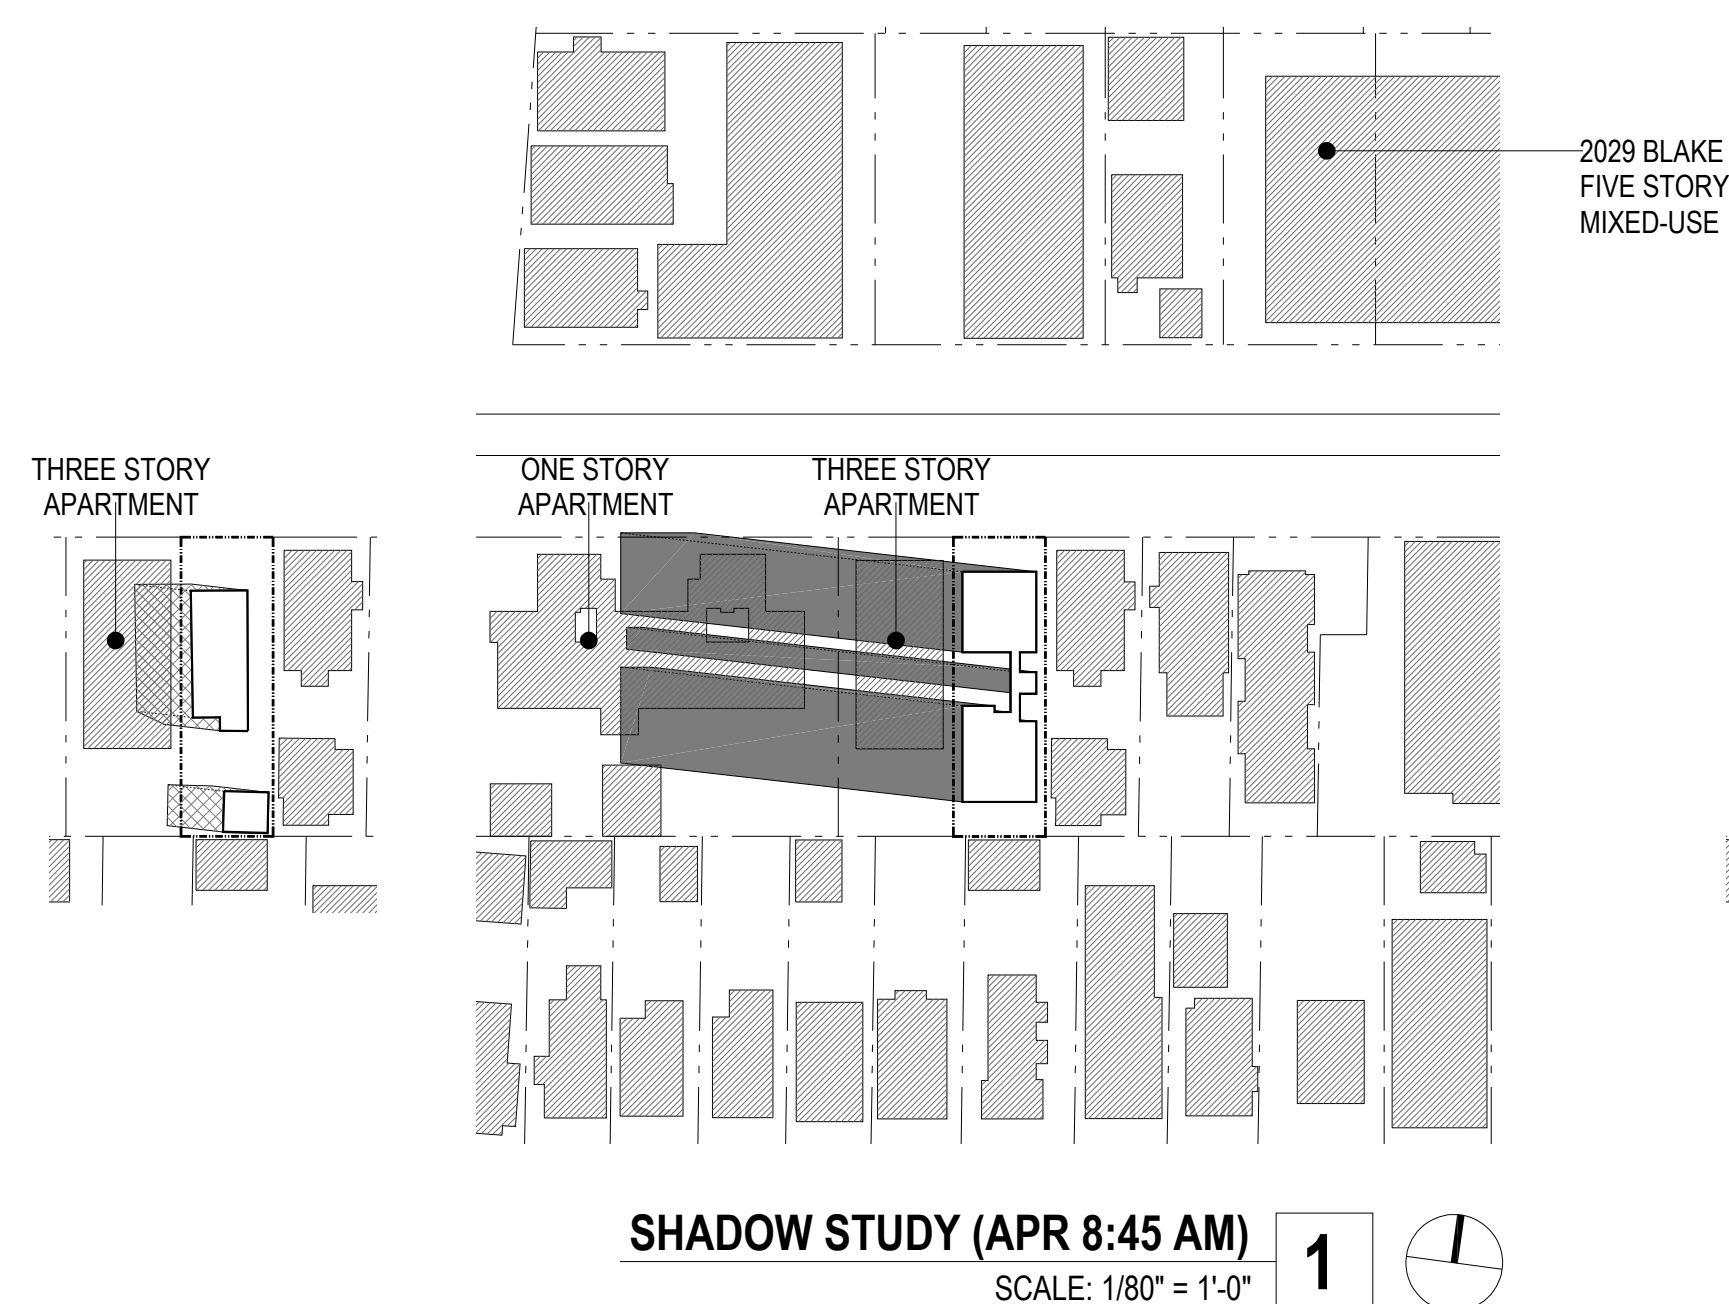 2029 BLAKE
FIVE STORY
MIXED-USE
THREE STORY
APARTMENT
ONE STORY
APARTMENT
THREE STORY
APARTMENT
SHADOW STUDY (APR 8:45 AM)
SCALE: 1/80" = 1'-0"
1